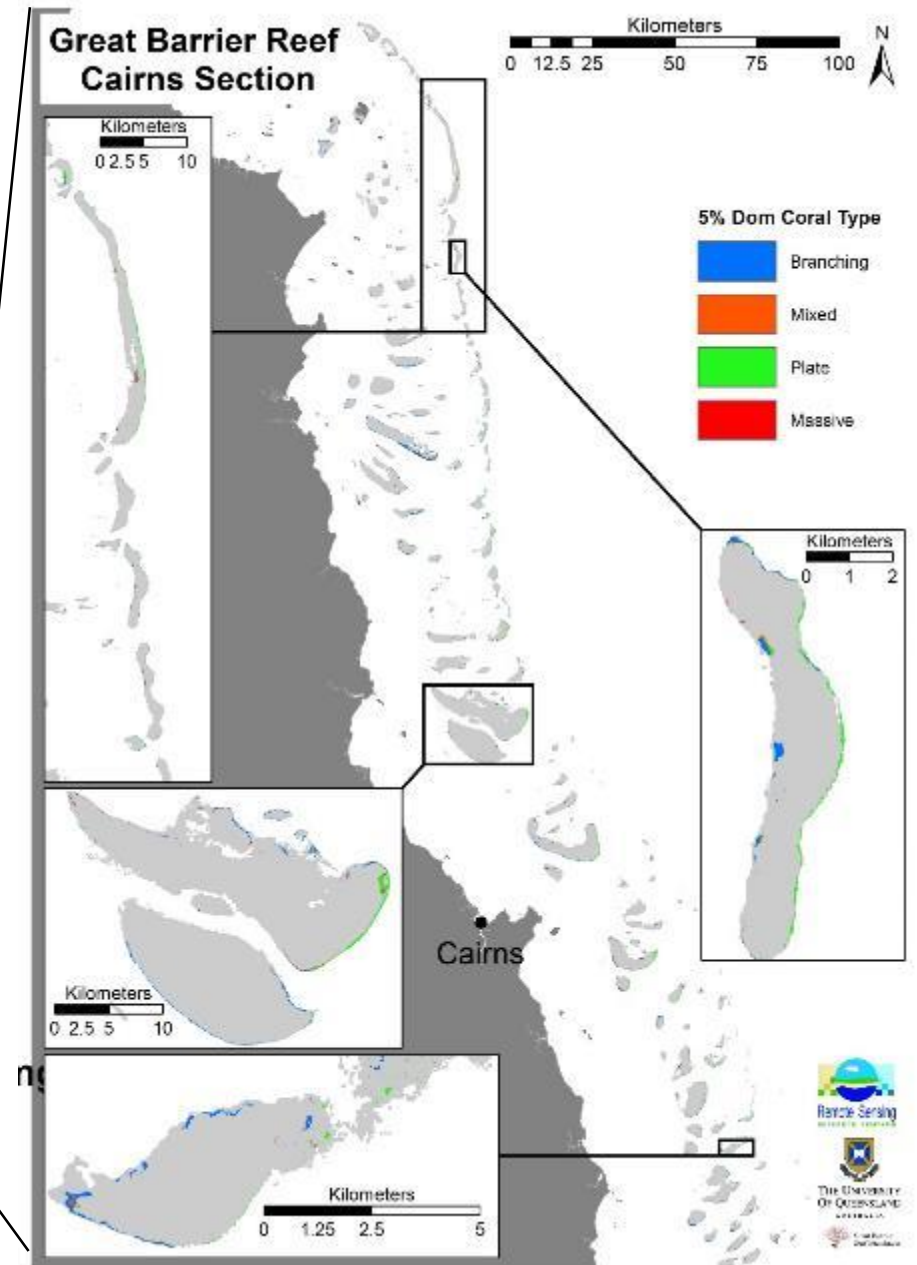 Great Barrier Reef
Cairns Section
Kilometers
0 12.5 25 50 75 100
N
Kilometers
0 2.5 5 10
5% Dom Coral Type
Branching
Mixed
Plate
Massive
Kilometers
0 1 2
Cairns
Kilometers
0 2.5 5 10
ng
Kilometers
0 1.25 2.5 5
Remote Sensing
THE UNIVERSITY
OF QUEENSLAND
AUSTRALIA